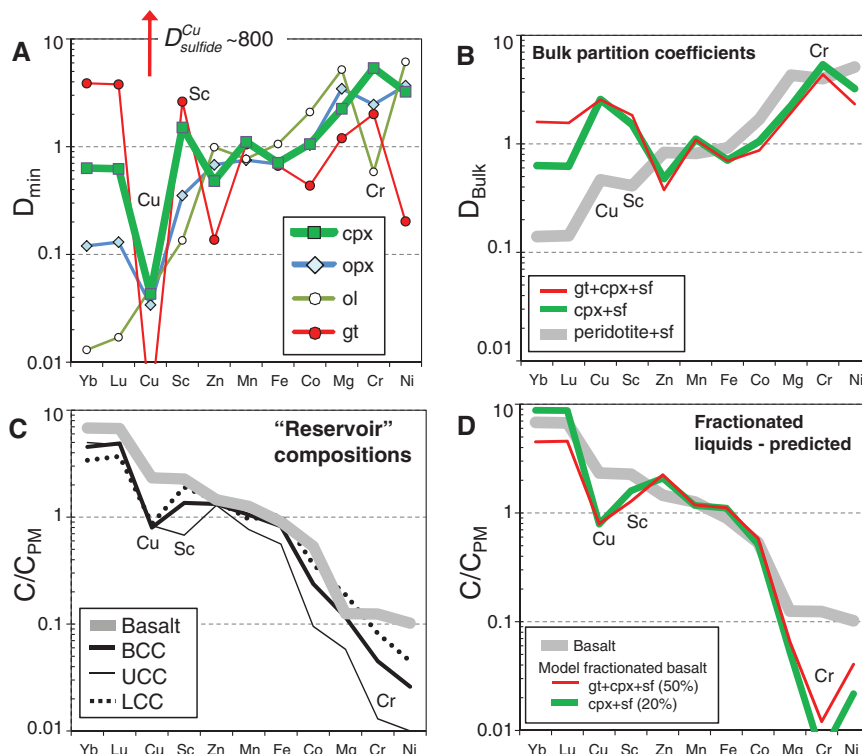 A
D^Cu_sulfide ~800
10
1
0.1
0.01
D_min
Sc
Cu
Cr
cpx
opx
ol
gt
Yb Lu Cu Sc Zn Mn Fe Co Mg Cr Ni
B
Bulk partition coefficients
10
1
0.1
0.01
D_Bulk
Cr
Cu
Sc
gt+cpx+sf
cpx+sf
peridotite+sf
Yb Lu Cu Sc Zn Mn Fe Co Mg Cr Ni
C
"Reservoir"
compositions
10
1
0.1
0.01
C/C_PM
Cu
Sc
Cr
Basalt
BCC
UCC
LCC
Yb Lu Cu Sc Zn Mn Fe Co Mg Cr Ni
D
Fractionated
liquids - predicted
10
1
0.1
0.01
C/C_PM
Cu
Sc
Cr
Basalt
Model fractionated basalt
gt+cpx+sf (50%)
cpx+sf (20%)
Yb Lu Cu Sc Zn Mn Fe Co Mg Cr Ni